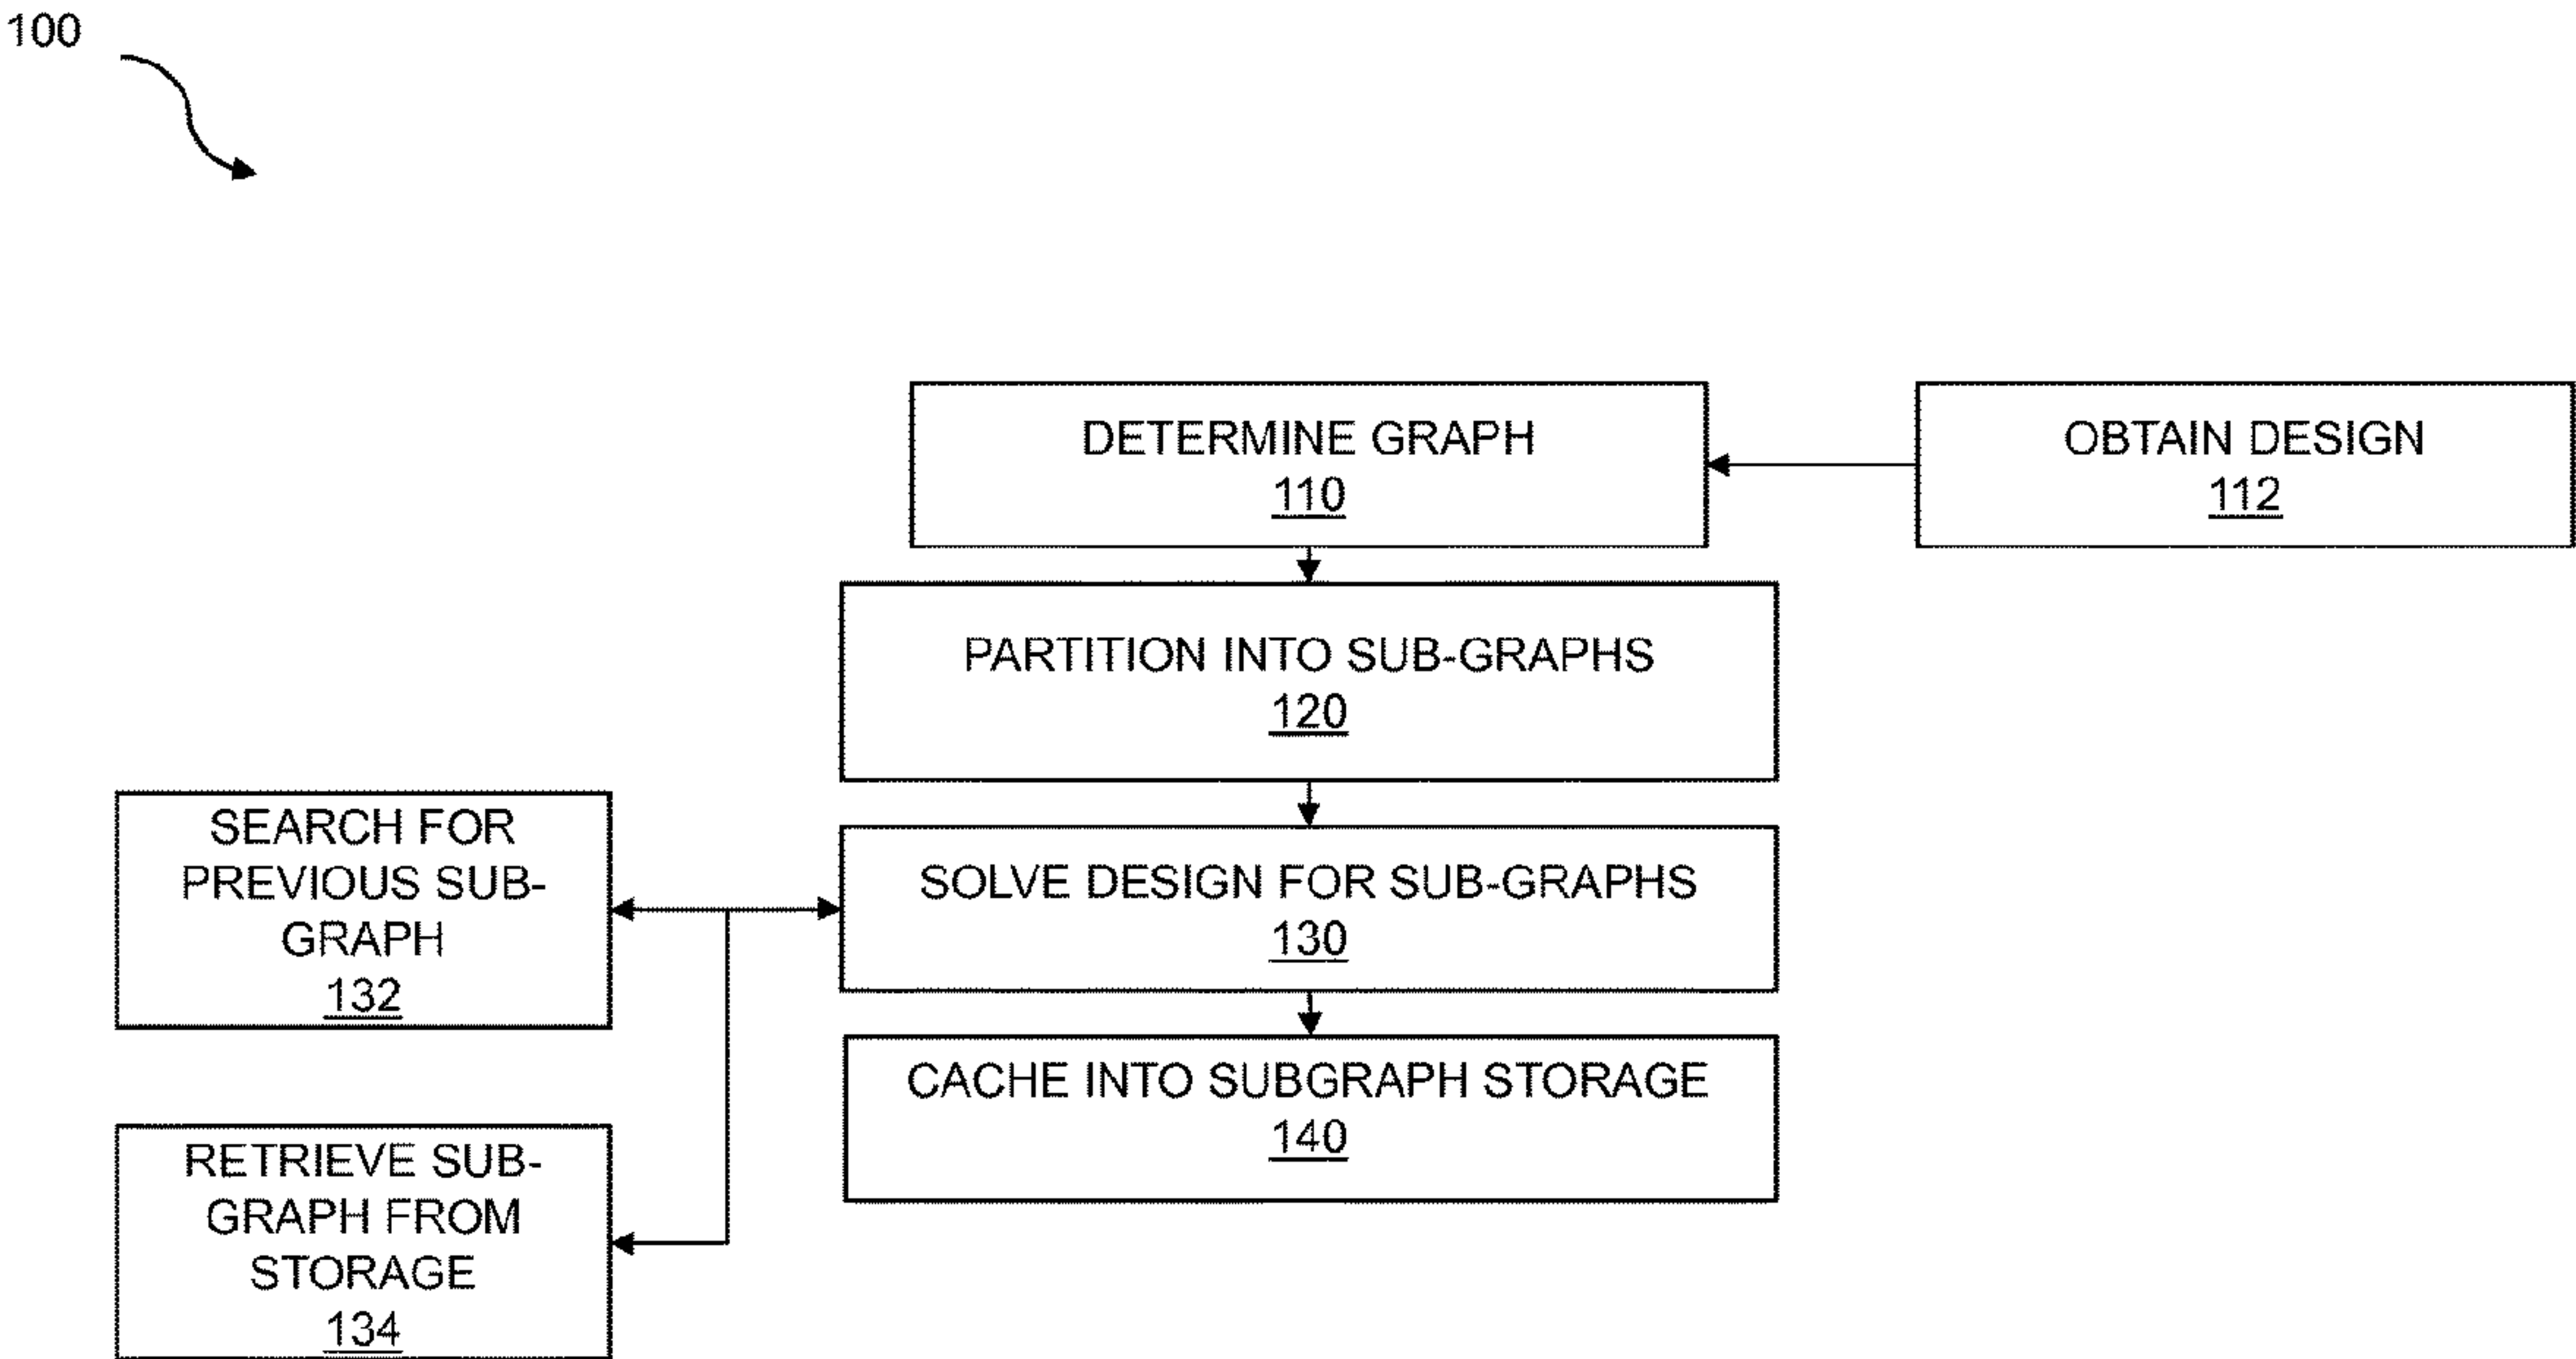 100
DETERMINE GRAPH
110
OBTAIN DESIGN
112
PARTITION INTO SUB-GRAPHS
120
SEARCH FOR
PREVIOUS SUB-
GRAPH
132
SOLVE DESIGN FOR SUB-GRAPHS
130
CACHE INTO SUBGRAPH STORAGE
140
RETRIEVE SUB-
GRAPH FROM
STORAGE
134